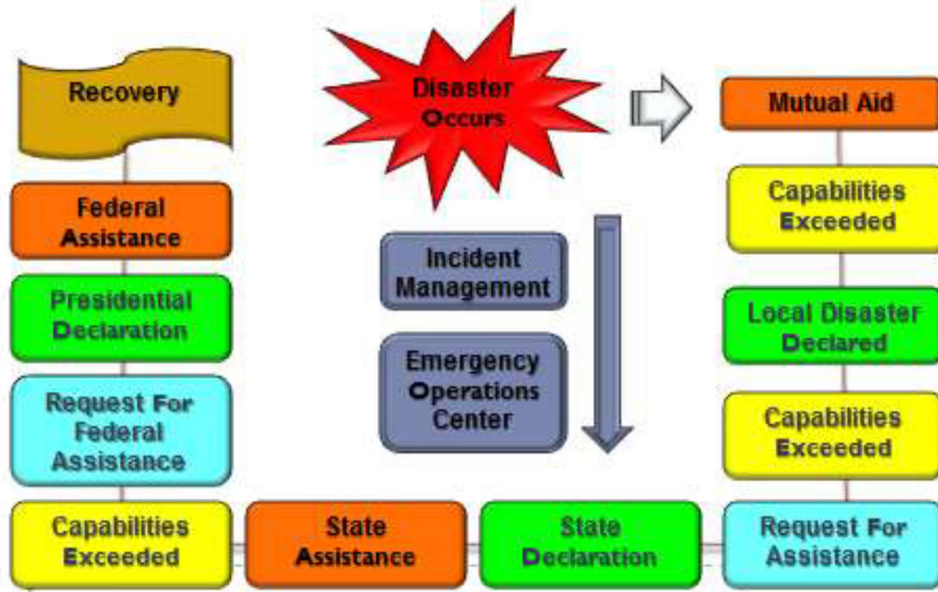 Recovery
Disaster
Occurs
Mutual Aid
Federal
Assistance
Capabilities
Exceeded
Incident
Management
Presidential
Declaration
Local Disaster
Declared
Emergency
Operations
Center
Request For
Federal
Assistance
Capabilities
Exceeded
Capabilities
Exceeded
State
Assistance
State
Declaration
Request For
Assistance